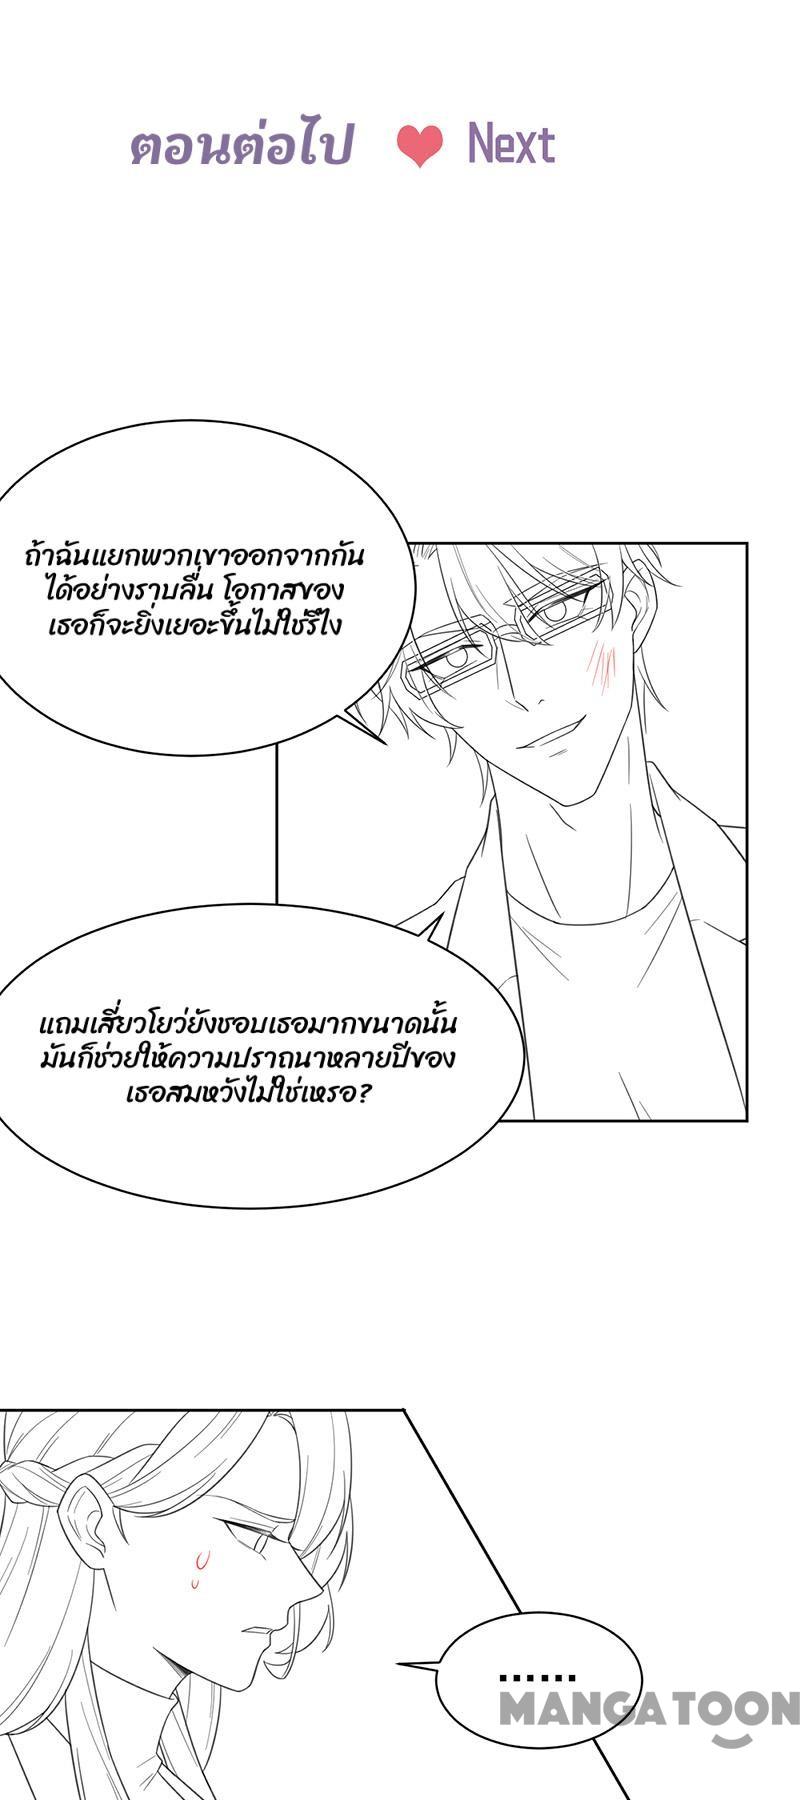 ตอนต่อไป ❤ Next
ถ้าฉันแยกพวกเขาออกจากกัน
ได้อย่างราบลื่น โอกาสของ
เธอก็จะยิ่งเยอะขึ้นไม่ใช่รึไง
แถมเสี่ยวโยว่ยังชอบเธอมากขนาดนั้น
มันก็ช่วยให้ความปราถนาหลายปีของ
เธอสมหวังไม่ใช่เหรอ?
......
MANGATOON